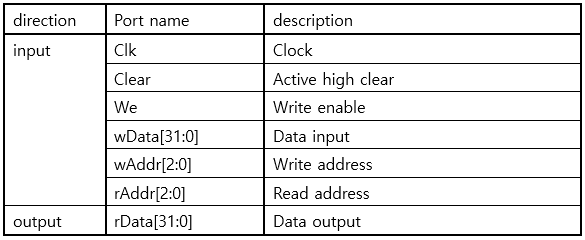 direction Port name description
input Clk Clock
Clear Active high clear
We Write enable
wData[31:0] Data input
wAddr[2:0] Write address
rAddr[2:0] Read address
output rData[31:0] Data output